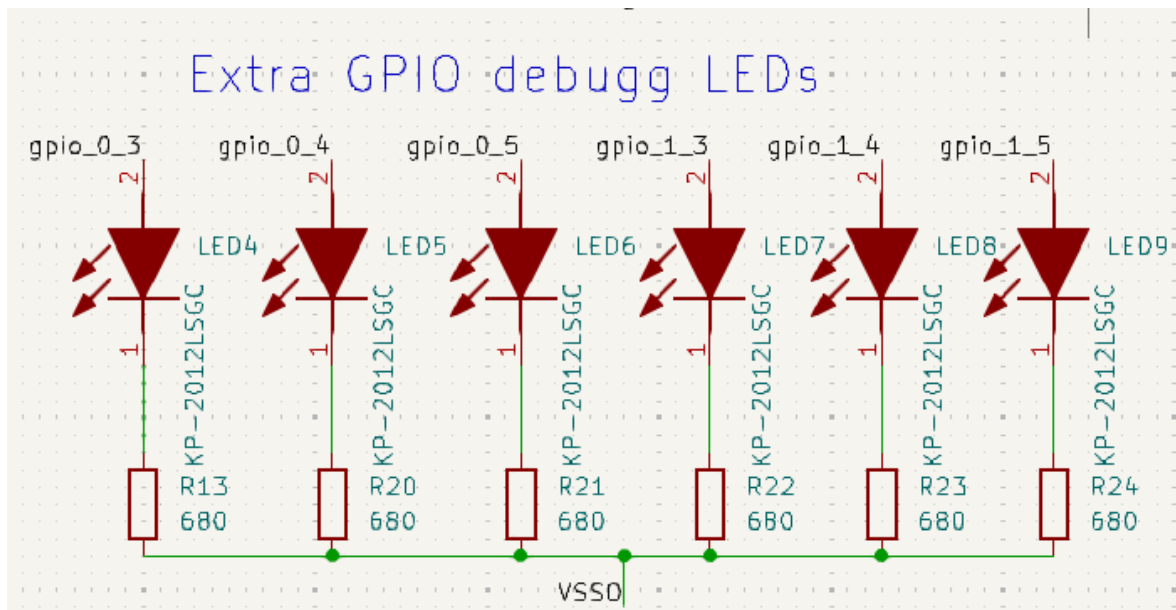 Extra GPIO debugg LEDs
gpio_0_3 gpio_0_4 gpio_0_5 gpio_1_3 gpio_1_4 gpio_1_5
2 2 2 2 2 2
LED4 LED5 LED6 LED7 LED8 LED9
KP-2012LSGC KP-2012LSGC KP-2012LSGC KP-2012LSGC KP-2012LSGC KP-2012LSGC
1 1 1 1 1 1
R13 R20 R21 R22 R23 R24
680 680 680 680 680 680
VSS0